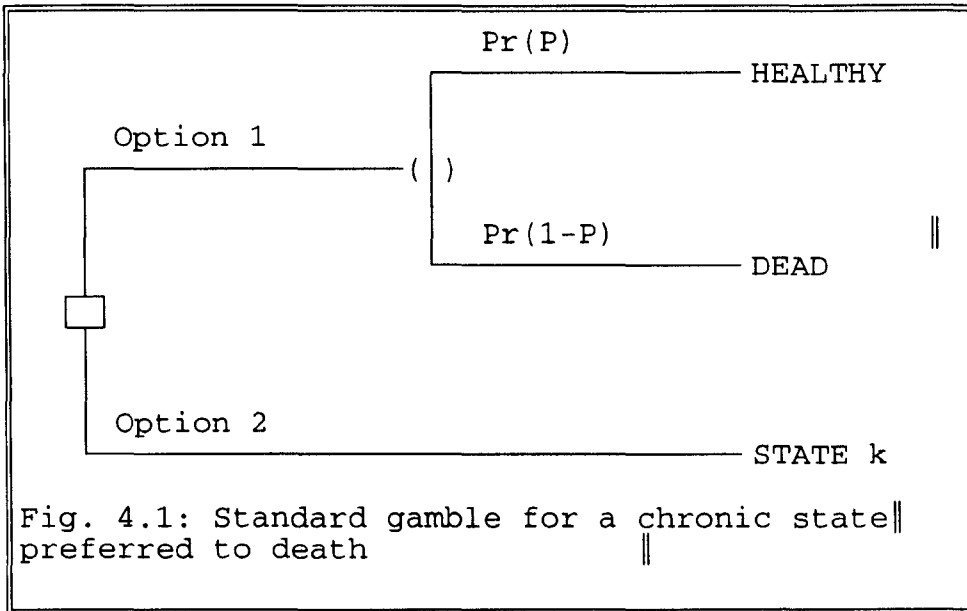 Pr(P)
HEALTHY
Option 1
( )
Pr(1-P)
DEAD
Option 2
STATE k
Fig. 4.1: Standard gamble for a chronic state
preferred to death